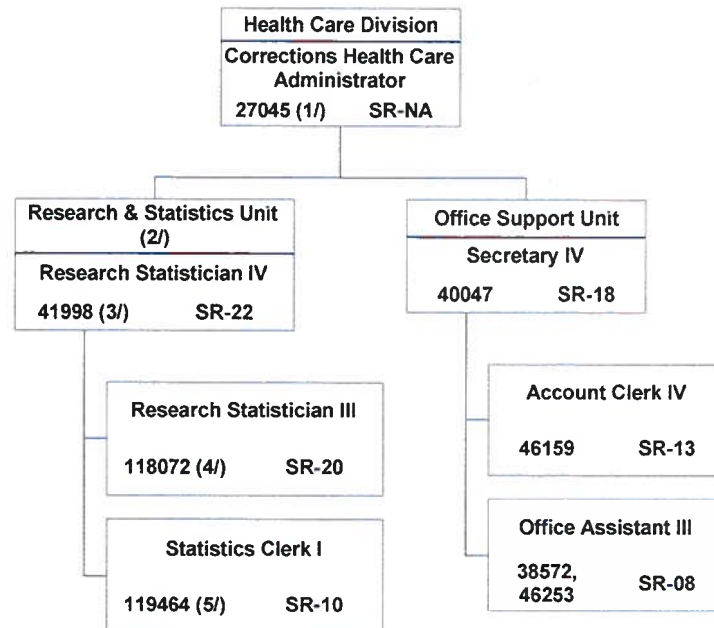 Health Care Division
Corrections Health Care
Administrator
27045 (1/) SR-NA
Research & Statistics Unit
(2/)
Research Statistician IV
41998 (3/) SR-22
Office Support Unit
Secretary IV
40047 SR-18
Research Statistician III
118072 (4/) SR-20
Statistics Clerk I
119464 (5/) SR-10
Account Clerk IV
46159 SR-13
Office Assistant III
38572,
46253 SR-08